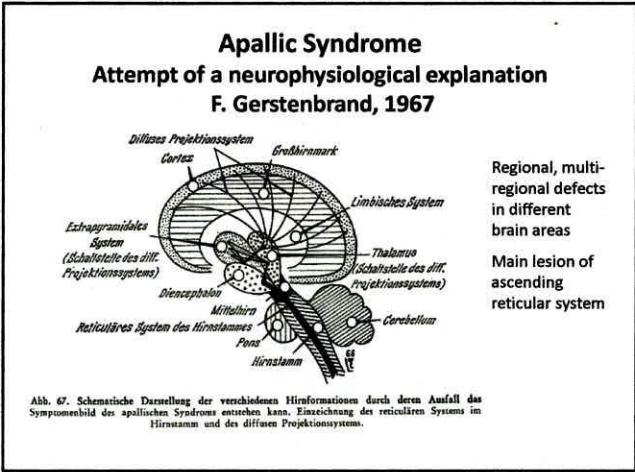 Apallic Syndrome
Attempt of a neurophysiological explanation
F. Gerstenbrand, 1967
Diffuses Projektionssystem
Cortex
Großhirnmark
Limbisches System
Extrapyramidales
System
(Schaltstelle des diff.
Projektionssystems)
Thalamus
(Schaltstelle des diff.
Projektionssystems)
Diencephalon
Mittelhirn
Reticuläres System des Hirnstammes
Pons
Hirnstamm
Cerebellum
Regional, multi-
regional defects
in different
brain areas
Main lesion of
ascending
reticular system
Abb. 67. Schematische Darstellung der verschiedenen Hirnformationen durch deren Ausfall das
Symptomenbild des apallischen Syndroms entstehen kann. Einzeichnung des reticulären Systems im
Hirnstamm und des diffusen Projektionssystems.